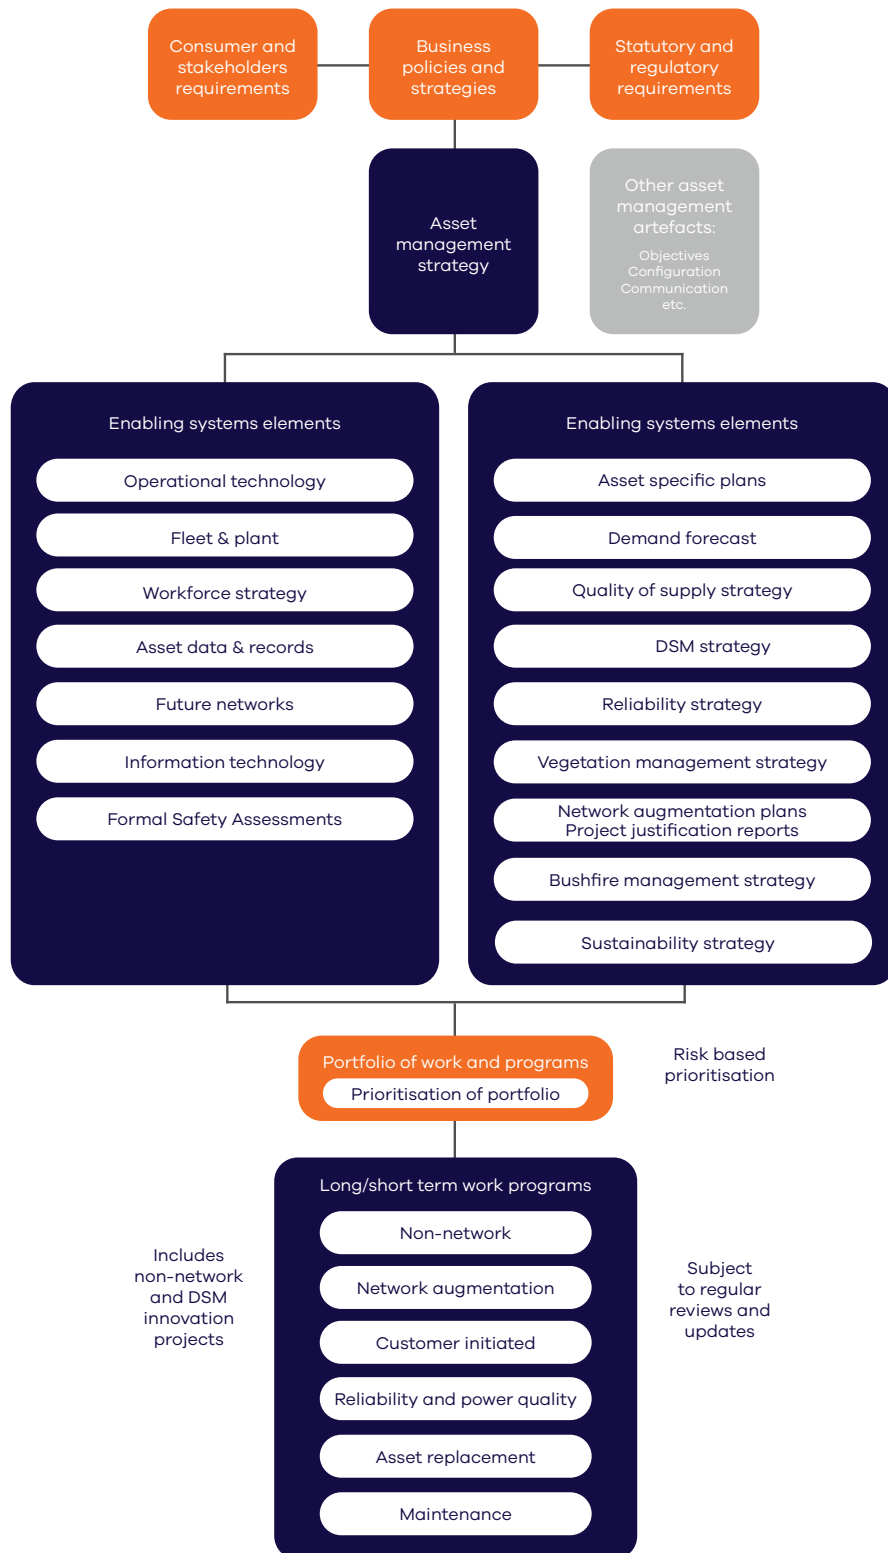 Consumer and
stakeholders
requirements
Business
policies and
strategies
Statutory and
regulatory
requirements
Asset
management
strategy
Other asset
management
artefacts:
Objectives
Configuration
Communication
etc.
Enabling systems elements
Operational technology
Fleet & plant
Workforce strategy
Asset data & records
Future networks
Information technology
Formal Safety Assessments
Enabling systems elements
Asset specific plans
Demand forecast
Quality of supply strategy
DSM strategy
Reliability strategy
Vegetation management strategy
Network augmentation plans
Project justification reports
Bushfire management strategy
Sustainability strategy
Portfolio of work and programs
Prioritisation of portfolio
Risk based
prioritisation
Long/short term work programs
Non-network
Network augmentation
Customer initiated
Reliability and power quality
Asset replacement
Maintenance
Includes
non-network
and DSM
innovation
projects
Subject
to regular
reviews and
updates